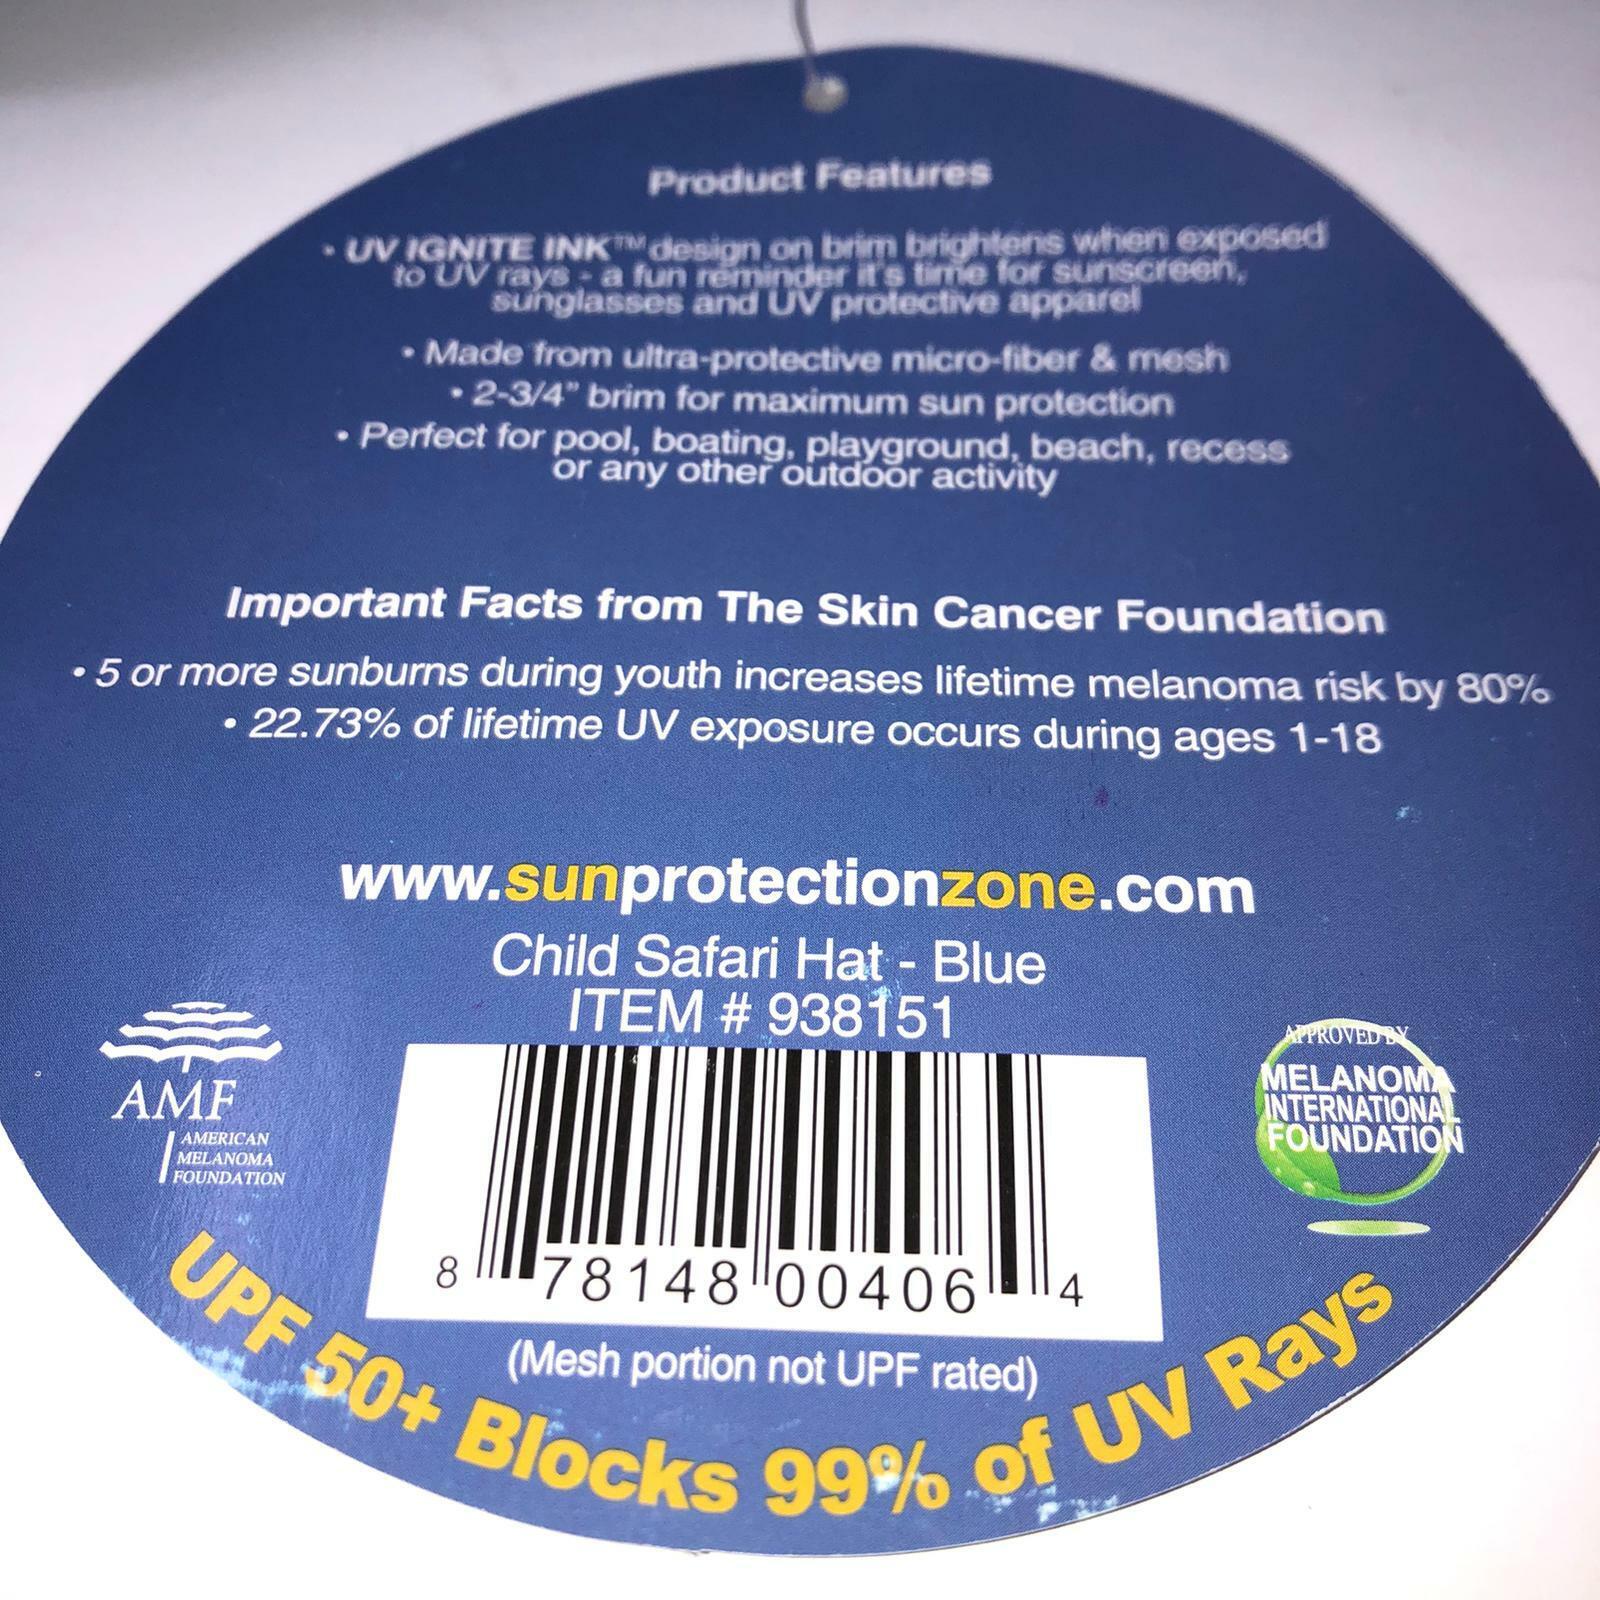 Product Features
• UV IGNITE INK™ design on brim brightens when exposed
to UV rays - a fun reminder it's time for sunscreen,
sunglasses and UV protective apparel
• Made from ultra-protective micro-fiber & mesh
• 2-3/4" brim for maximum sun protection
• Perfect for pool, boating, playground, beach, recess
or any other outdoor activity
Important Facts from The Skin Cancer Foundation
• 5 or more sunburns during youth increases lifetime melanoma risk by 80%
• 22.73% of lifetime UV exposure occurs during ages 1-18
www.sunprotectionzone.com
Child Safari Hat - Blue
ITEM # 938151
AMF
AMERICAN
MELANOMA
FOUNDATION
APPROVED BY
MELANOMA
INTERNATIONAL
FOUNDATION
8 78148 00406 4
(Mesh portion not UPF rated)
UPF 50+ Blocks 99% of UV Rays